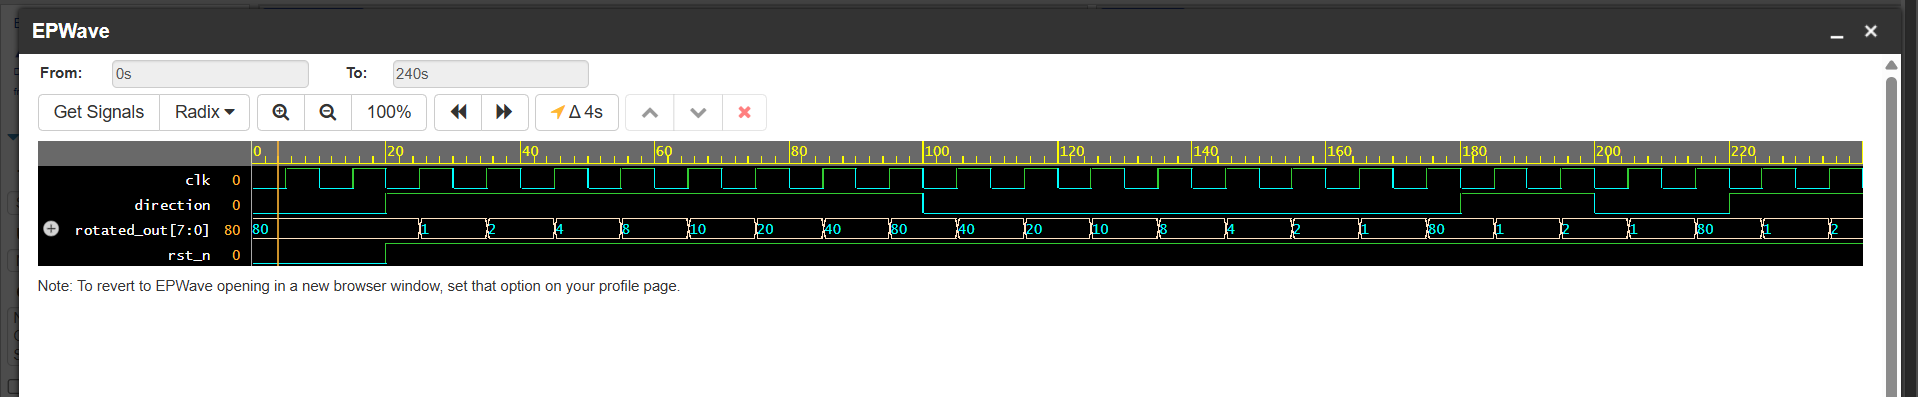 EPWave
From: 0s To: 240s
Get Signals Radix 100% Δ 4s
0 20 40 60 80 100 120 140 160 180 200 220
clk 0
direction 0
rotated_out[7:0] 80 80 1 2 4 8 10 20 40 80 40 20 10 8 4 2 1 80 1 2 1 80 1 2
rst_n 0
Note: To revert to EPWave opening in a new browser window, set that option on your profile page.